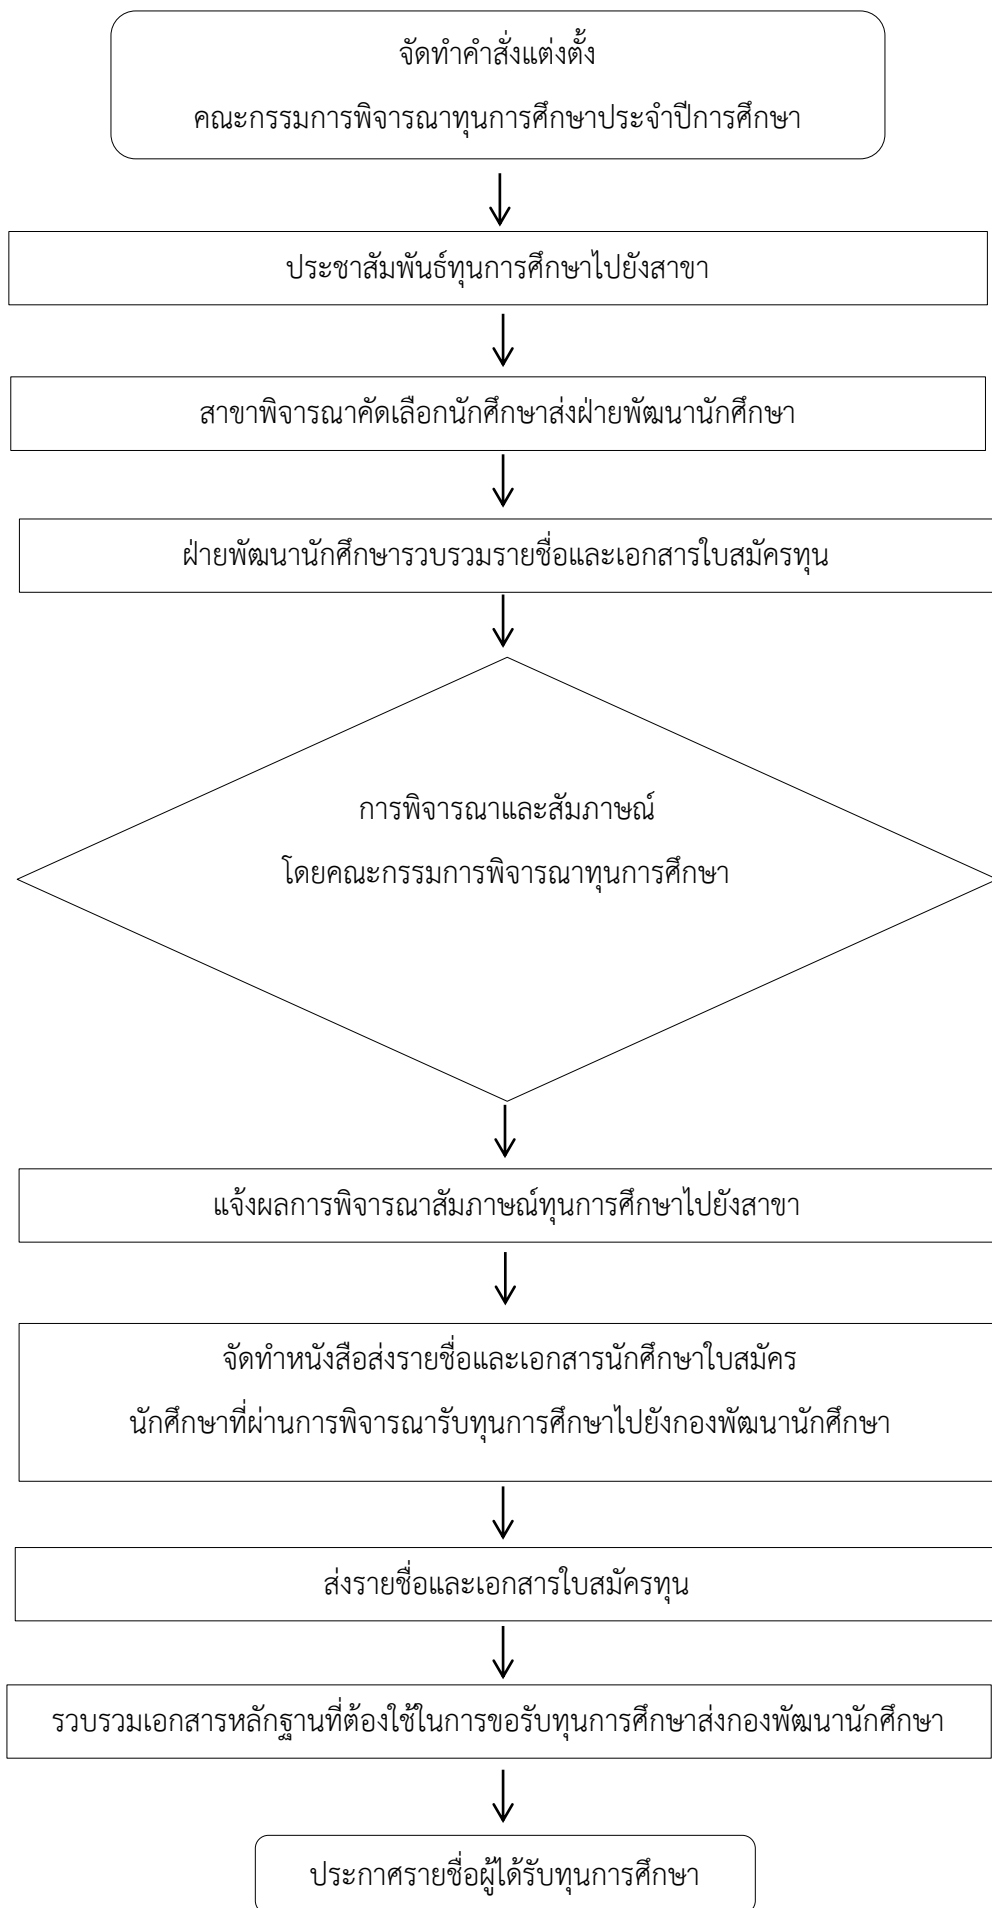 จัดทำคำสั่งแต่งตั้ง
คณะกรรมการพิจารณาทุนการศึกษาประจำปีการศึกษา
ประชาสัมพันธ์ทุนการศึกษาไปยังสาขา
สาขาพิจารณาคัดเลือกนักศึกษาส่งฝ่ายพัฒนานักศึกษา
ฝ่ายพัฒนานักศึกษารวบรวมรายชื่อและเอกสารใบสมัครทุน
การพิจารณาและสัมภาษณ์
โดยคณะกรรมการพิจารณาทุนการศึกษา
แจ้งผลการพิจารณาสัมภาษณ์ทุนการศึกษาไปยังสาขา
จัดทำหนังสือส่งรายชื่อและเอกสารนักศึกษาใบสมัคร
นักศึกษาที่ผ่านการพิจารณารับทุนการศึกษาไปยังกองพัฒนานักศึกษา
ส่งรายชื่อและเอกสารใบสมัครทุน
รวบรวมเอกสารหลักฐานที่ต้องใช้ในการขอรับทุนการศึกษาส่งกองพัฒนานักศึกษา
ประกาศรายชื่อผู้ได้รับทุนการศึกษา